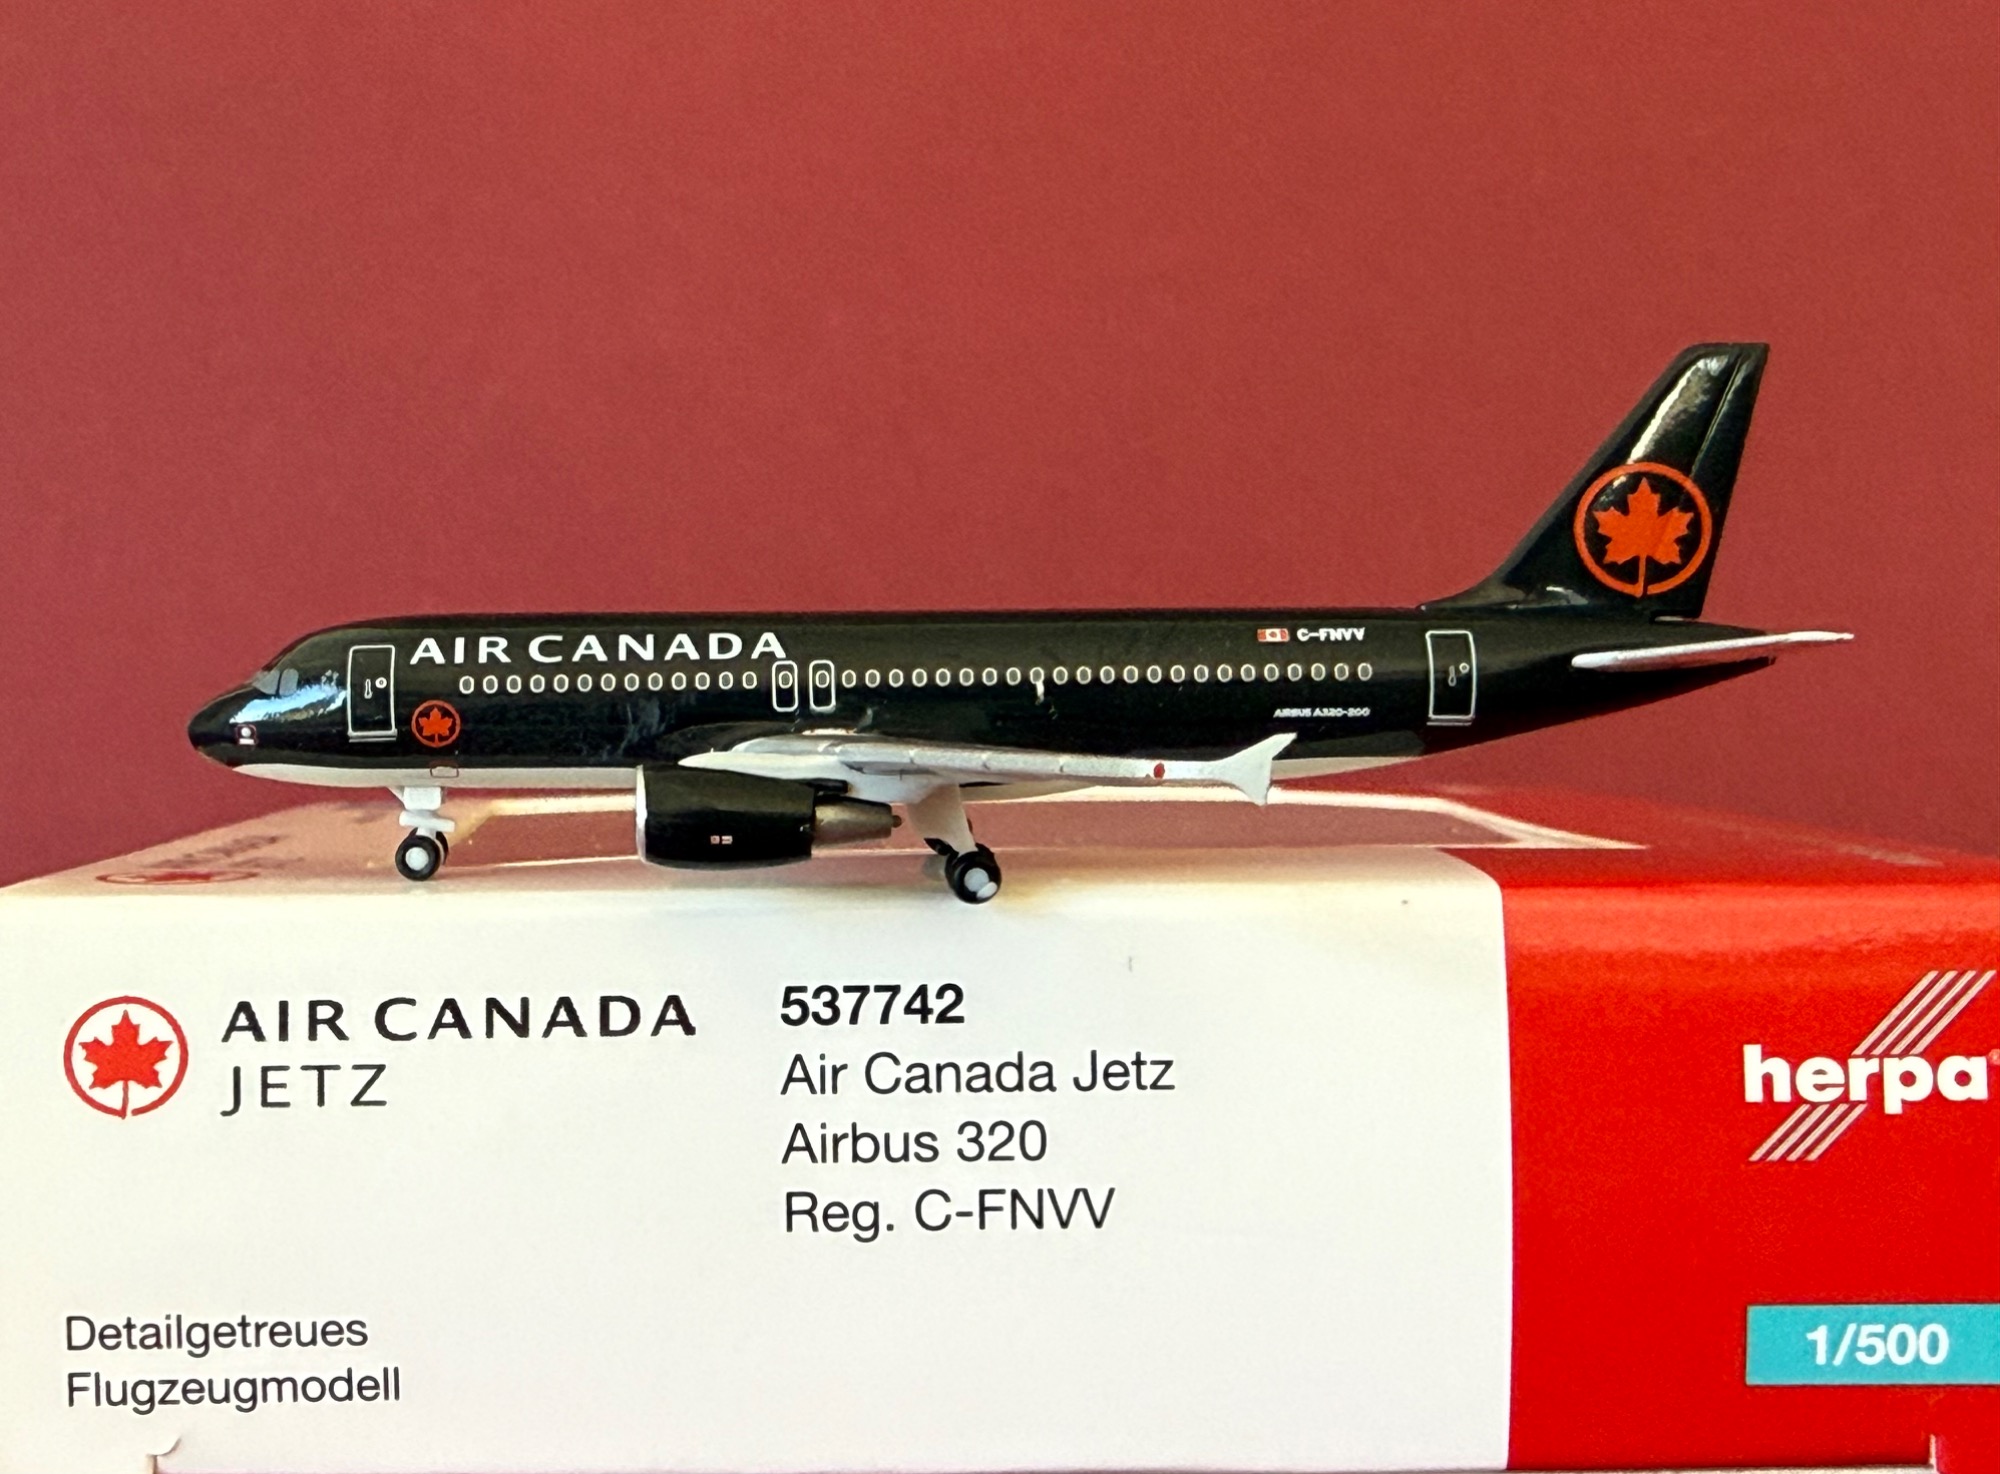 AIR CANADA
C-FNVV
AIRBUS A320-200
AIR CANADA
JETZ
537742
Air Canada Jetz
Airbus 320
Reg. C-FNVV
Detailgetreues
Flugzeugmodell
herpa
1/500